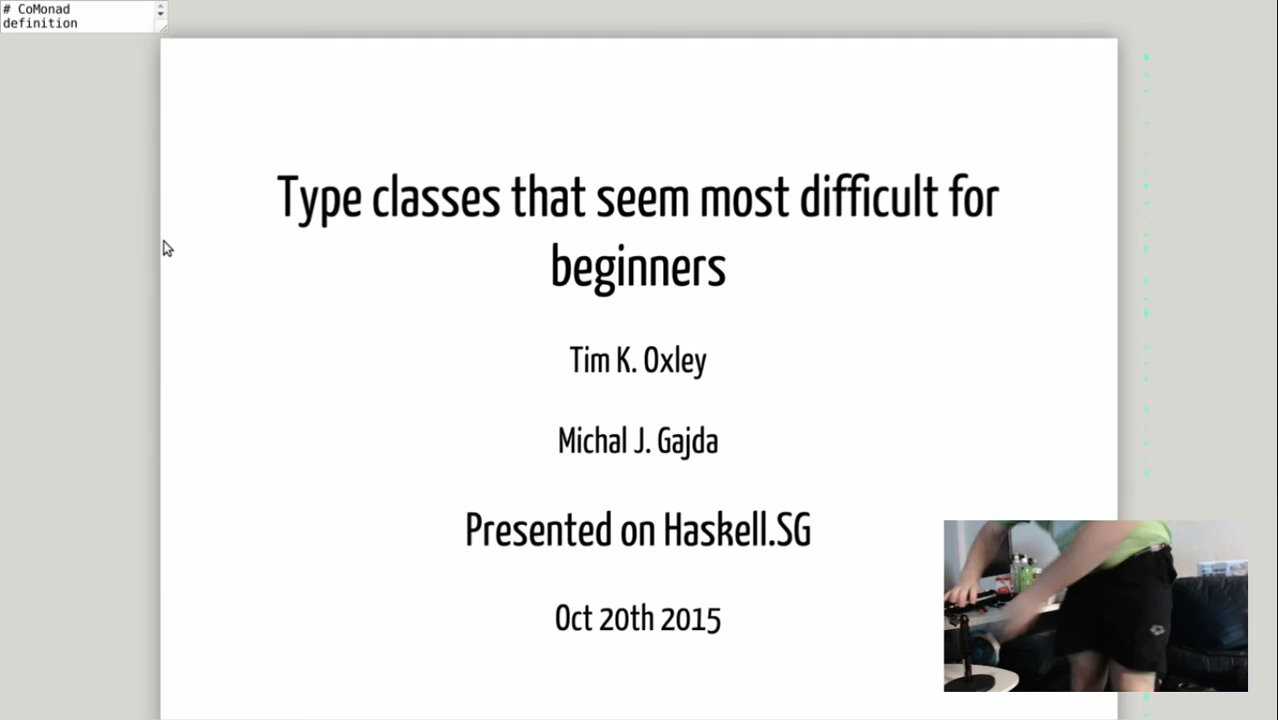 # CoMonad
definition
Type classes that seem most difficult for
beginners
Tim K. Oxley
Michal J. Gajda
Presented on Haskell.SG
Oct 20th 2015